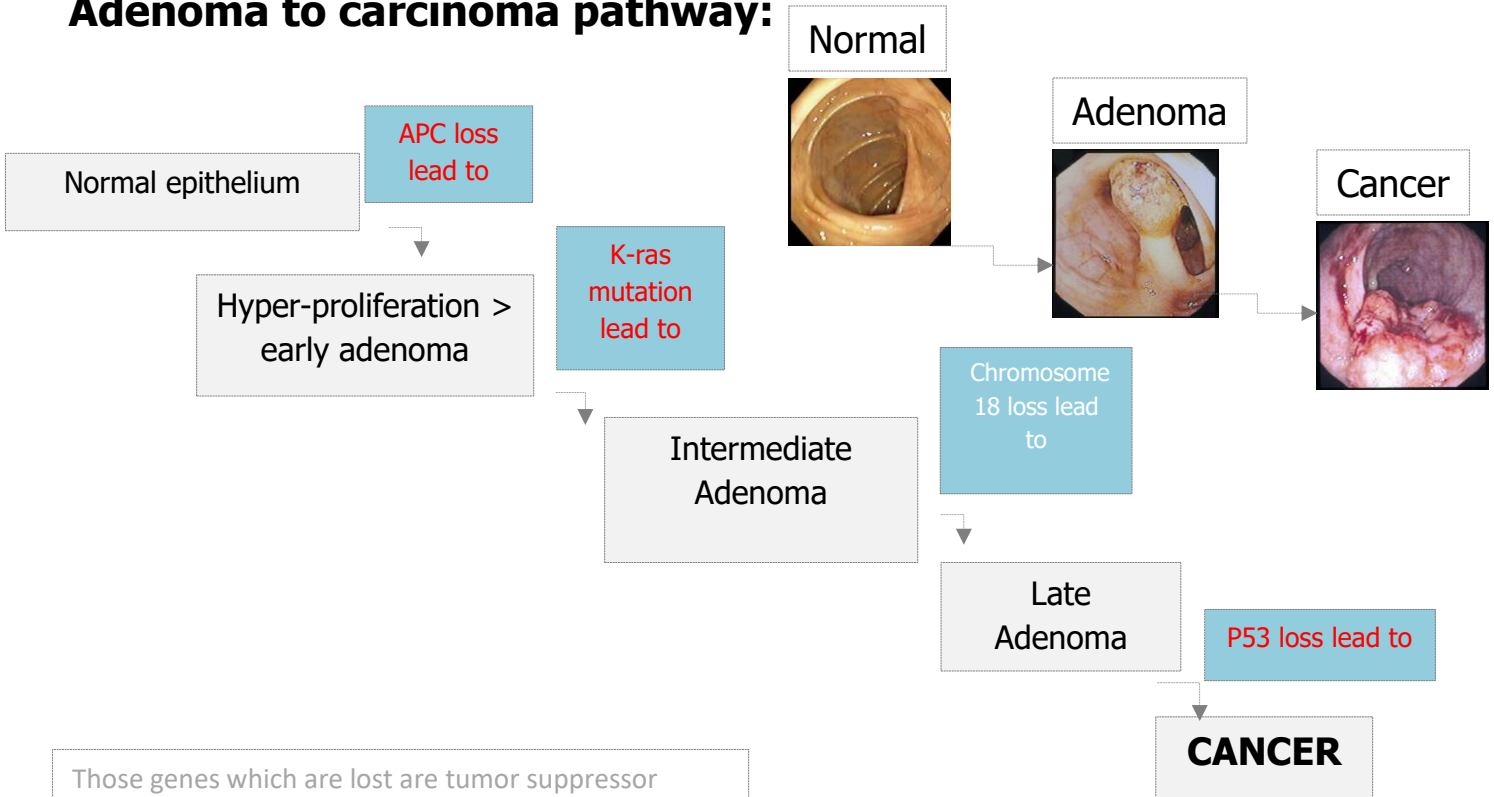 Adenoma to carcinoma pathway:
Normal
Adenoma
Cancer
APC loss
lead to
Normal epithelium
K-ras
mutation
lead to
Hyper-proliferation >
early adenoma
Chromosome
18 loss lead
to
Intermediate
Adenoma
Late
Adenoma
P53 loss lead to
CANCER
Those genes which are lost are tumor suppressor